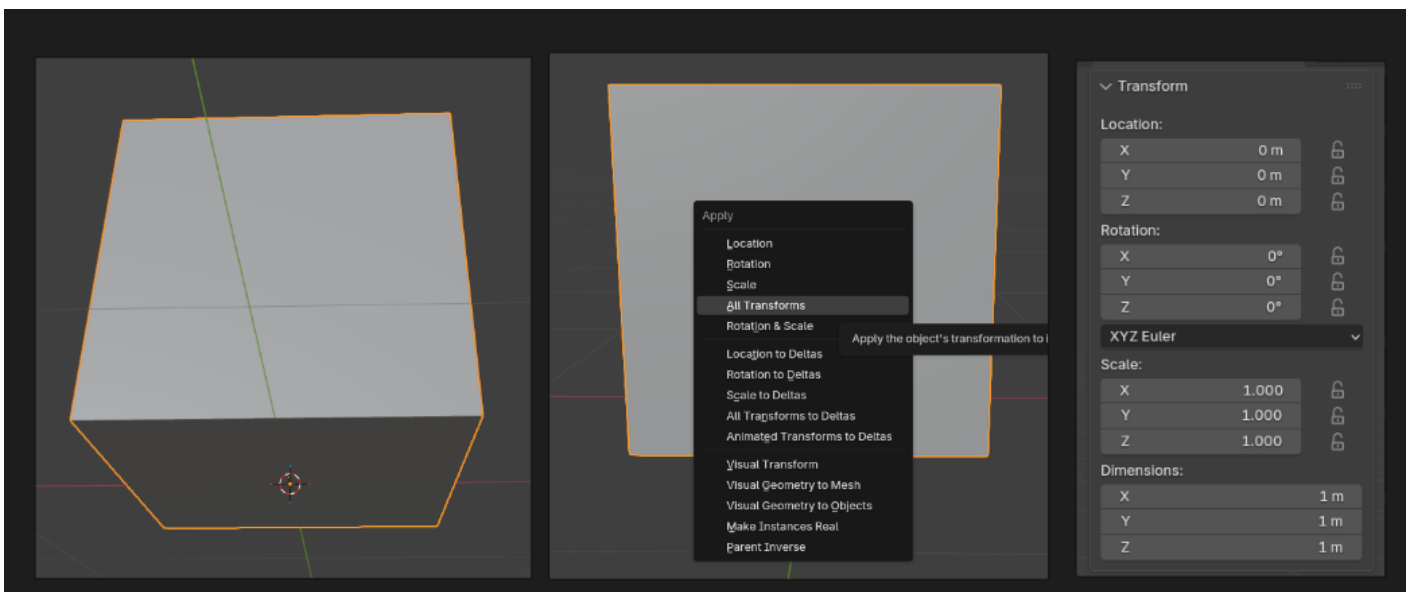 Apply
Location
Rotation
Scale
All Transforms
Rotation & Scale
Apply the object's transformation to
Location to Deltas
Rotation to Deltas
Scale to Deltas
All Transforms to Deltas
Animated Transforms to Deltas
Visual Transform
Visual Geometry to Mesh
Visual Geometry to Objects
Make Instances Real
Parent Inverse
Transform
Location:
X 0 m
Y 0 m
Z 0 m
Rotation:
X 0°
Y 0°
Z 0°
XYZ Euler
Scale:
X 1.000
Y 1.000
Z 1.000
Dimensions:
X 1 m
Y 1 m
Z 1 m